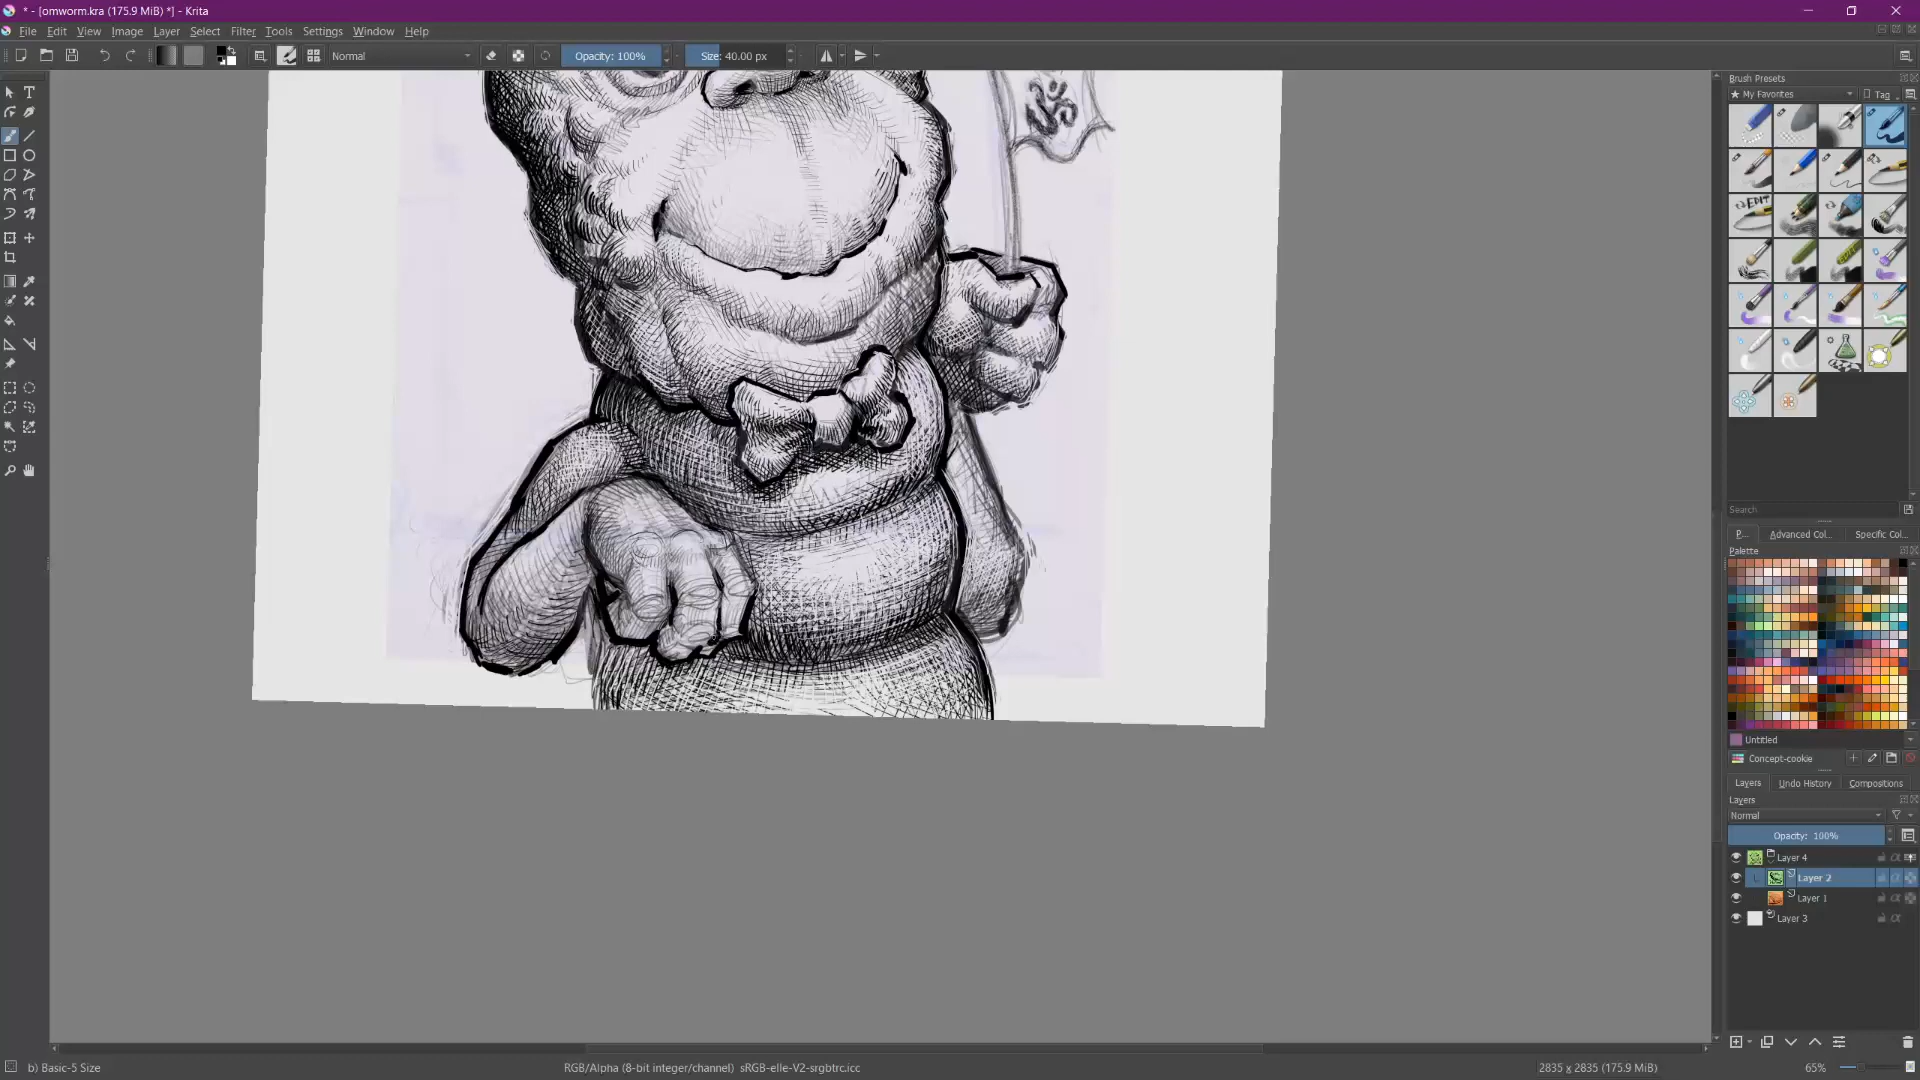 * - [omworm.kra (175.9 MiB) *] - Krita
File Edit View Image Layer Select Filter Tools Settings Window Help
Normal Opacity: 100% Size: 40.00 px
Brush Presets
★ My Favorites Tag
EDIT
Search
P... Advanced Col... Specific Col...
Palette
Untitled
Concept-cookie
Layers Undo History Compositions
Layers
Normal
Opacity: 100%
Layer 4
Layer 2
Layer 1
Layer 3
b) Basic-5 Size RGB/Alpha (8-bit integer/channel) sRGB-elle-V2-srgbtrc.icc 2835 x 2835 (175.9 MiB) 65%
ॐ